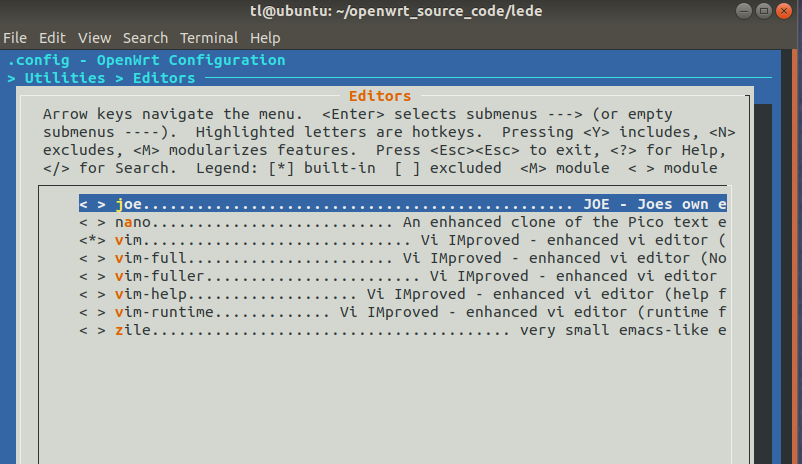 tl@ubuntu: ~/openwrt_source_code/lede
File Edit View Search Terminal Help
.config - OpenWrt Configuration
> Utilities > Editors
Editors
Arrow keys navigate the menu.  <Enter> selects submenus ---> (or empty
submenus ----).  Highlighted letters are hotkeys.  Pressing <Y> includes, <N>
excludes, <M> modularizes features.  Press <Esc><Esc> to exit, <?> for Help,
</> for Search.  Legend: [*] built-in  [ ] excluded  <M> module  < > module
< > joe................................................ JOE - Joes own e
< > nano........................... An enhanced clone of the Pico text e
<*> vim.............................. Vi IMproved - enhanced vi editor (
< > vim-full....................... Vi IMproved - enhanced vi editor (No
< > vim-fuller........................ Vi IMproved - enhanced vi editor
< > vim-help................... Vi IMproved - enhanced vi editor (help f
< > vim-runtime............. Vi IMproved - enhanced vi editor (runtime f
< > zile........................................ very small emacs-like e